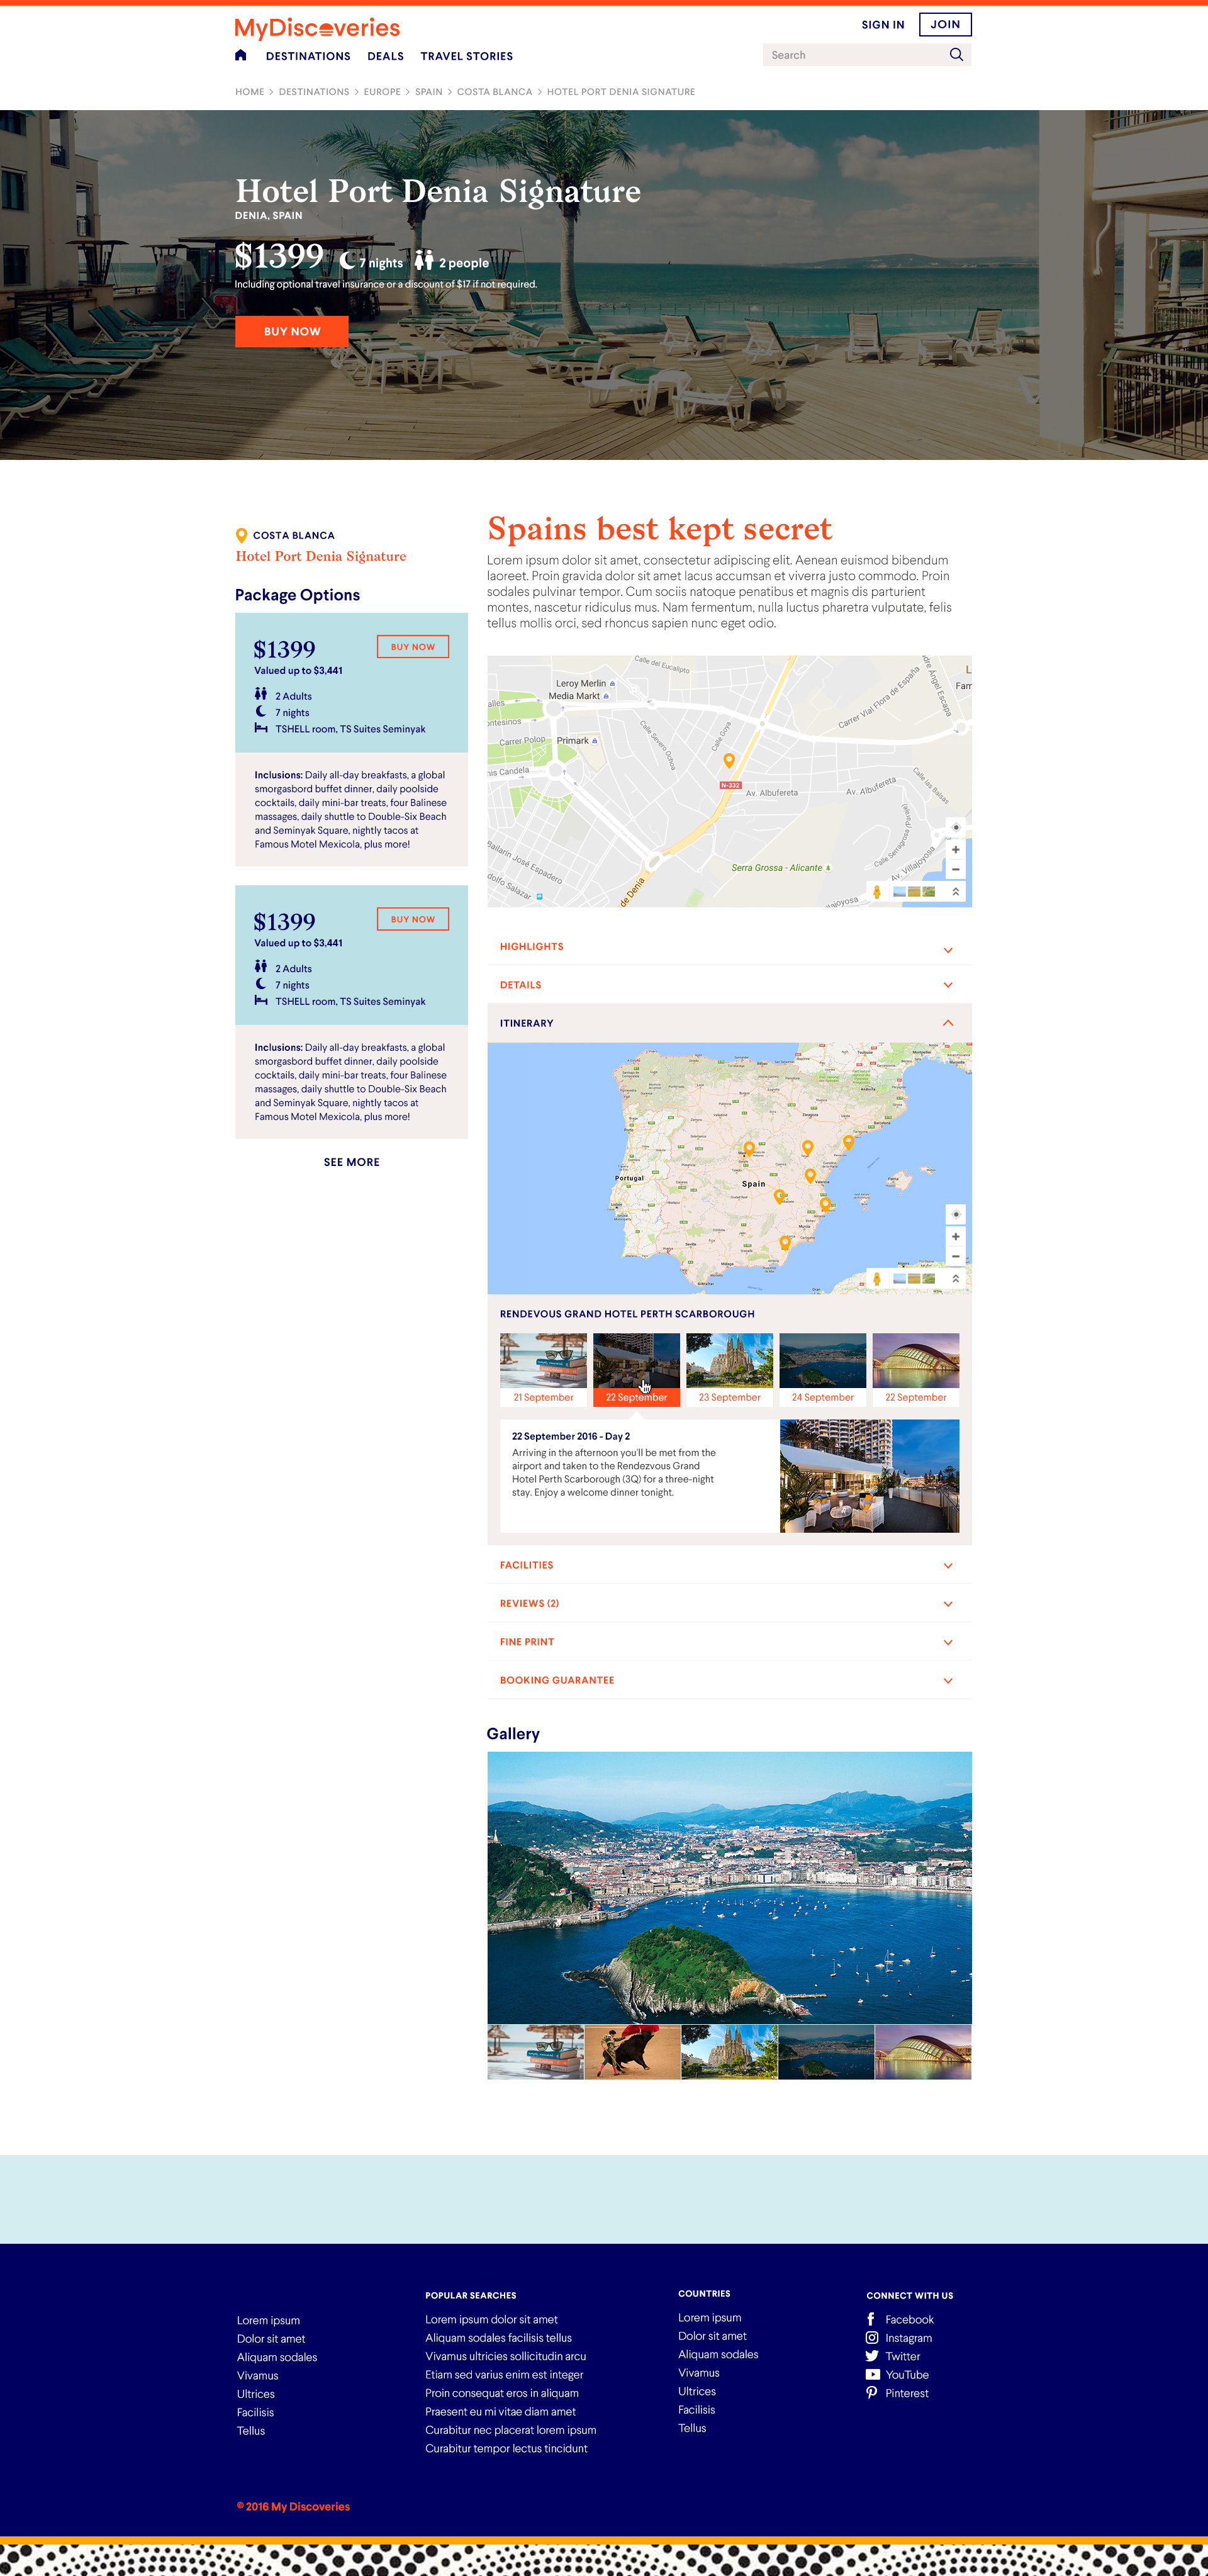 MyDiscoveries
SIGN IN
JOIN
DESTINATIONS DEALS TRAVEL STORIES
Search
HOME > DESTINATIONS > EUROPE > SPAIN > COSTA BLANCA > HOTEL PORT DENIA SIGNATURE
Hotel Port Denia Signature
DENIA, SPAIN
$1399 7 nights 2 people
Including optional travel insurance or a discount of $17 if not required.
BUY NOW
COSTA BLANCA
Hotel Port Denia Signature
Package Options
$1399
BUY NOW
Valued up to $3,441
2 Adults
7 nights
TSHELL room, TS Suites Seminyak
Inclusions: Daily all-day breakfasts, a global
smorgasbord buffet dinner, daily poolside
cocktails, daily mini-bar treats, four Balinese
massages, daily shuttle to Double-Six Beach
and Seminyak Square, nightly tacos at
Famous Motel Mexicola, plus more!
$1399
BUY NOW
Valued up to $3,441
2 Adults
7 nights
TSHELL room, TS Suites Seminyak
Inclusions: Daily all-day breakfasts, a global
smorgasbord buffet dinner, daily poolside
cocktails, daily mini-bar treats, four Balinese
massages, daily shuttle to Double-Six Beach
and Seminyak Square, nightly tacos at
Famous Motel Mexicola, plus more!
SEE MORE
Spains best kept secret
Lorem ipsum dolor sit amet, consectetur adipiscing elit. Aenean euismod bibendum
laoreet. Proin gravida dolor sit amet lacus accumsan et viverra justo commodo. Proin
sodales pulvinar tempor. Cum sociis natoque penatibus et magnis dis parturient
montes, nascetur ridiculus mus. Nam fermentum, nulla luctus pharetra vulputate, felis
tellus mollis orci, sed rhoncus sapien nunc eget odio.
Calle del Eucalipto
Leroy Merlin
Media Markt
Primark
Carrer Polop
Calle Severo Ochoa
Calle Goya
Carrer Vial Flora de España
N-332
Av. Albufereta
Av. Albufereta
Calle las Balsas
Calle Serragrosa
Av. Villajoyosa
Serra Grossa - Alicante
de Denia
HIGHLIGHTS
DETAILS
ITINERARY
Portugal
Spain
RENDEVOUS GRAND HOTEL PERTH SCARBOROUGH
21 September
22 September
23 September
24 September
22 September
22 September 2016 - Day 2
Arriving in the afternoon you'll be met from the
airport and taken to the Rendezvous Grand
Hotel Perth Scarborough (3Q) for a three-night
stay. Enjoy a welcome dinner tonight.
FACILITIES
REVIEWS (2)
FINE PRINT
BOOKING GUARANTEE
Gallery
Lorem ipsum
Dolor sit amet
Aliquam sodales
Vivamus
Ultrices
Facilisis
Tellus
POPULAR SEARCHES
Lorem ipsum dolor sit amet
Aliquam sodales facilisis tellus
Vivamus ultricies sollicitudin arcu
Etiam sed varius enim est integer
Proin consequat eros in aliquam
Praesent eu mi vitae diam amet
Curabitur nec placerat lorem ipsum
Curabitur tempor lectus tincidunt
COUNTRIES
Lorem ipsum
Dolor sit amet
Aliquam sodales
Vivamus
Ultrices
Facilisis
Tellus
CONNECT WITH US
Facebook
Instagram
Twitter
YouTube
Pinterest
© 2016 My Discoveries